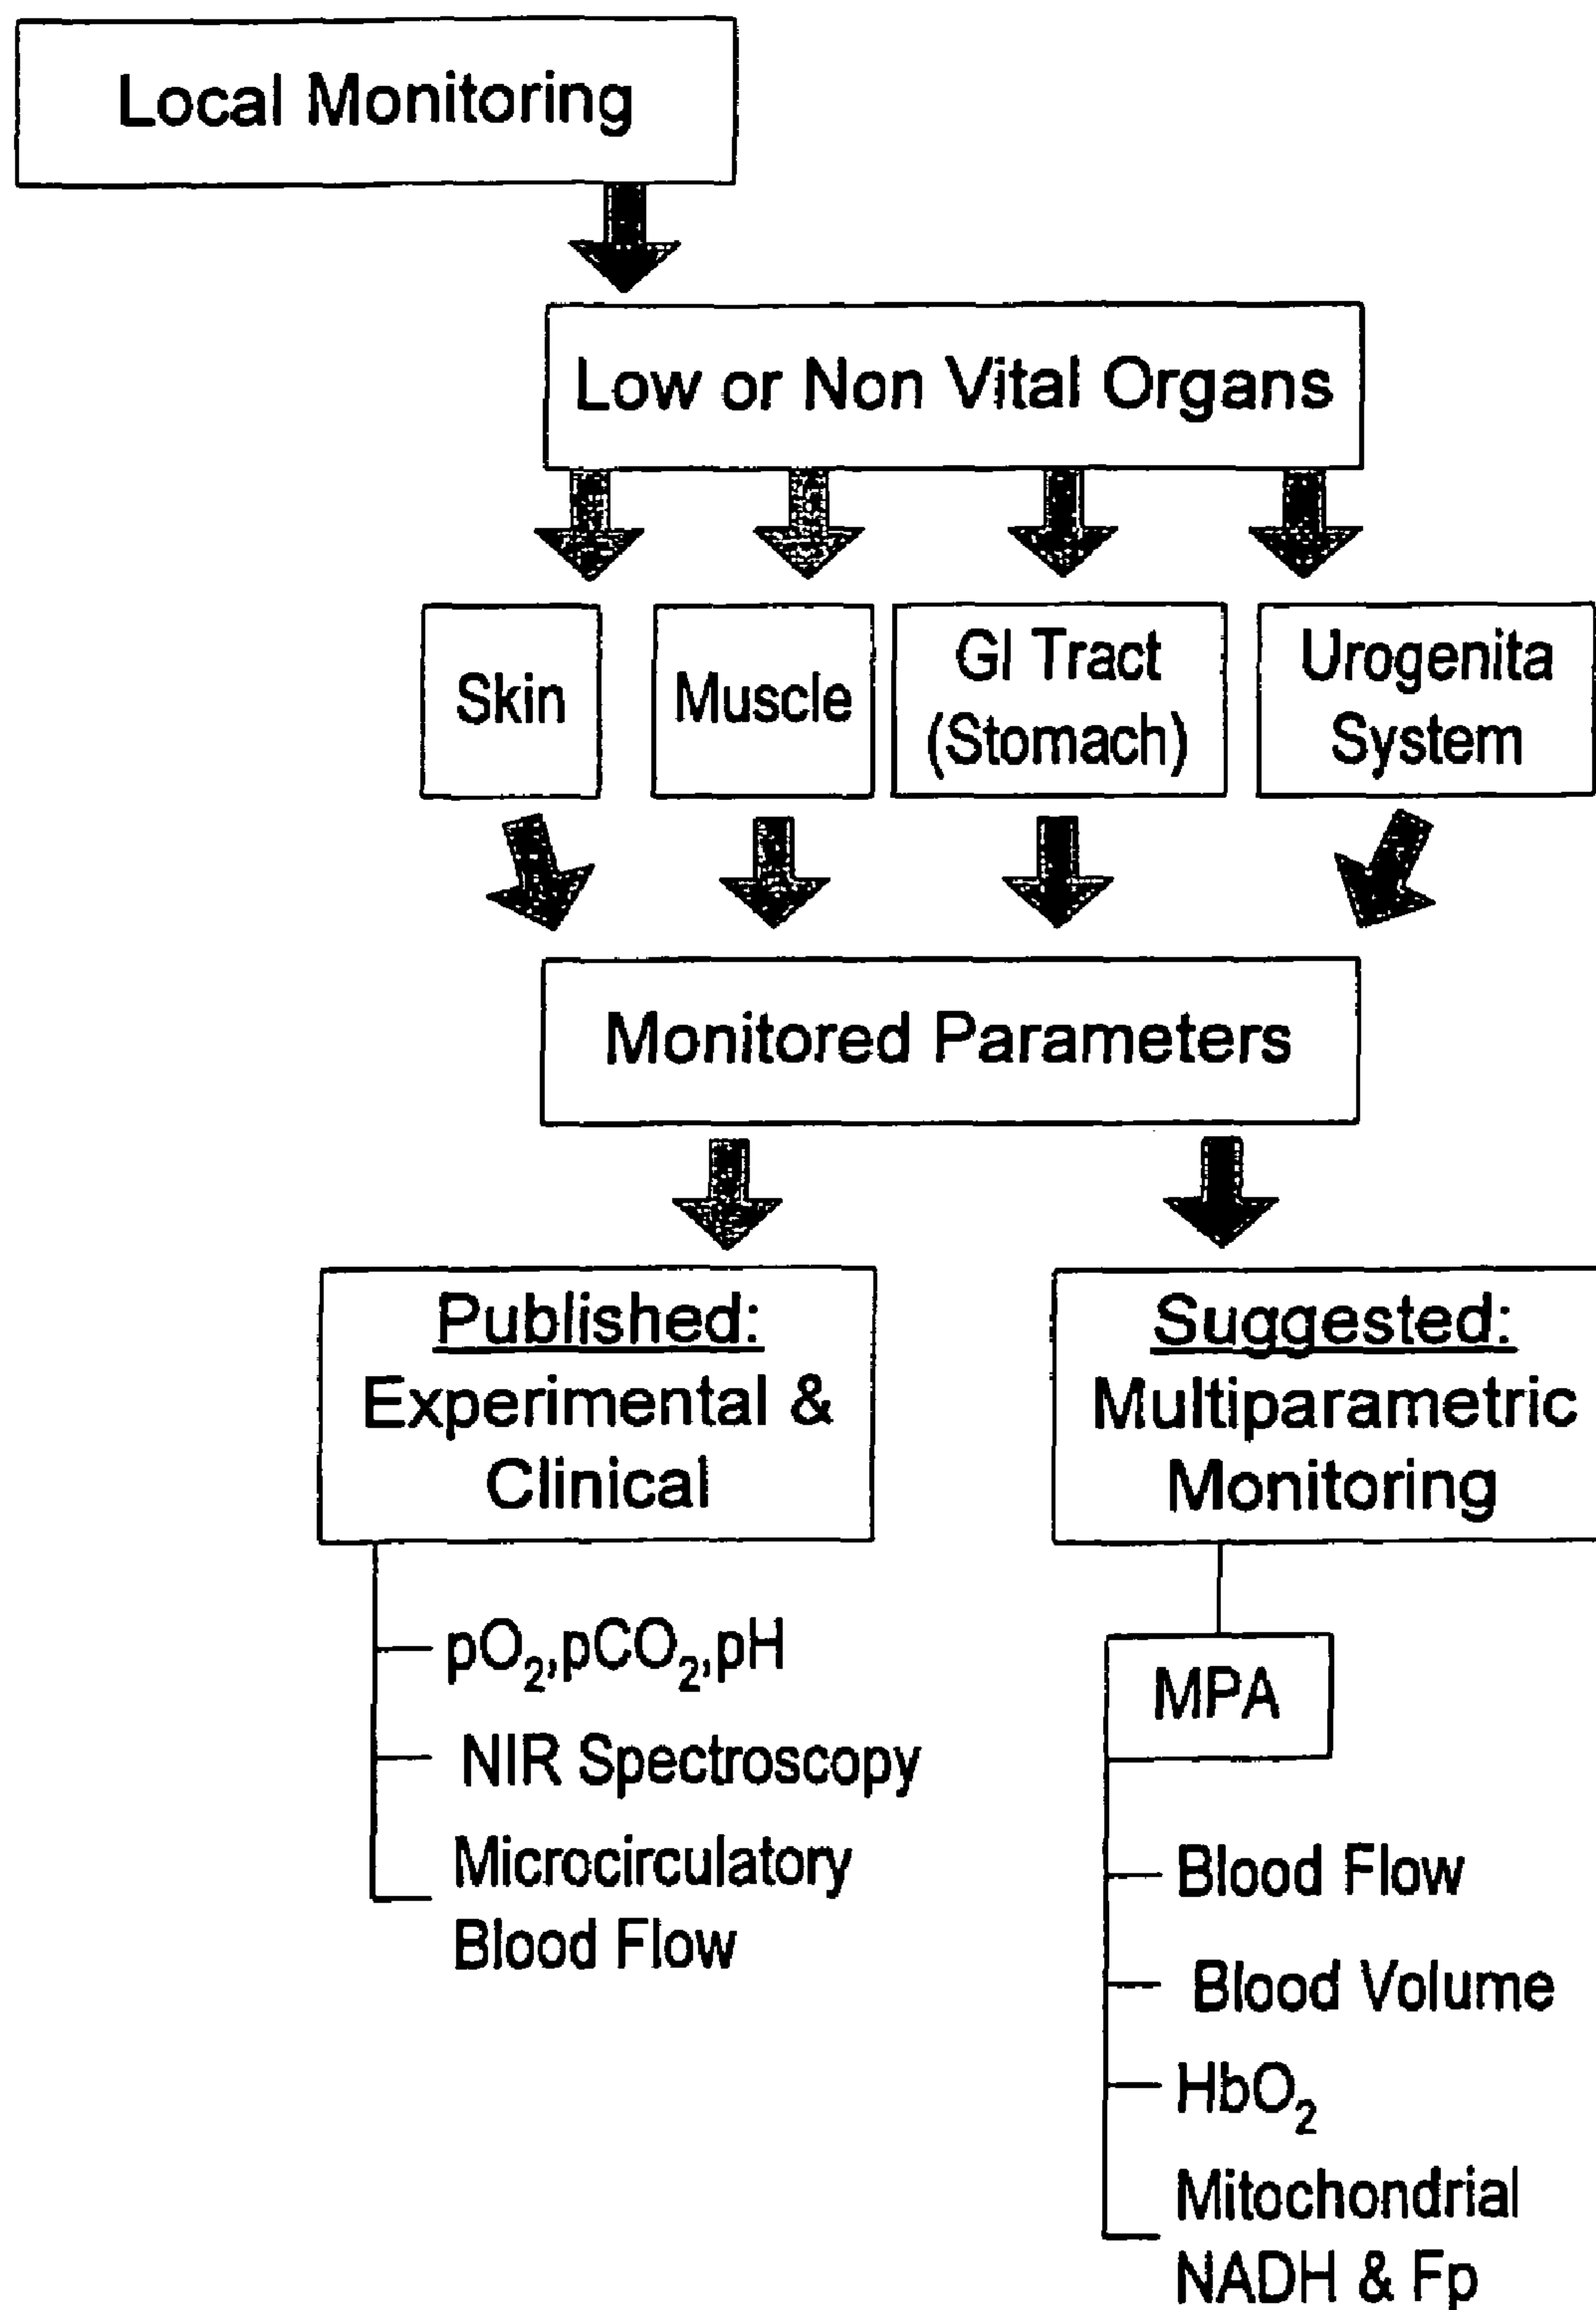 Local Monitoring
Low or Non Vital Organs
Skin
Muscle
GI Tract
(Stomach)
Urogenita
System
Monitored Parameters
Published:
Experimental &
Clinical
pO₂,pCO₂,pH
NIR Spectroscopy
Microcirculatory
Blood Flow
Suggested:
Multiparametric
Monitoring
MPA
Blood Flow
Blood Volume
HbO₂
Mitochondrial
NADH & Fp